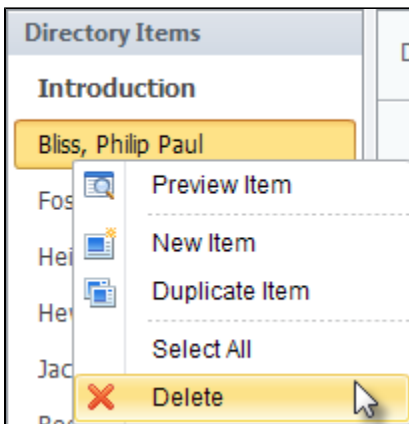 Directory Items
Introduction
Bliss, Philip Paul
Preview Item
New Item
Duplicate Item
Select All
Delete